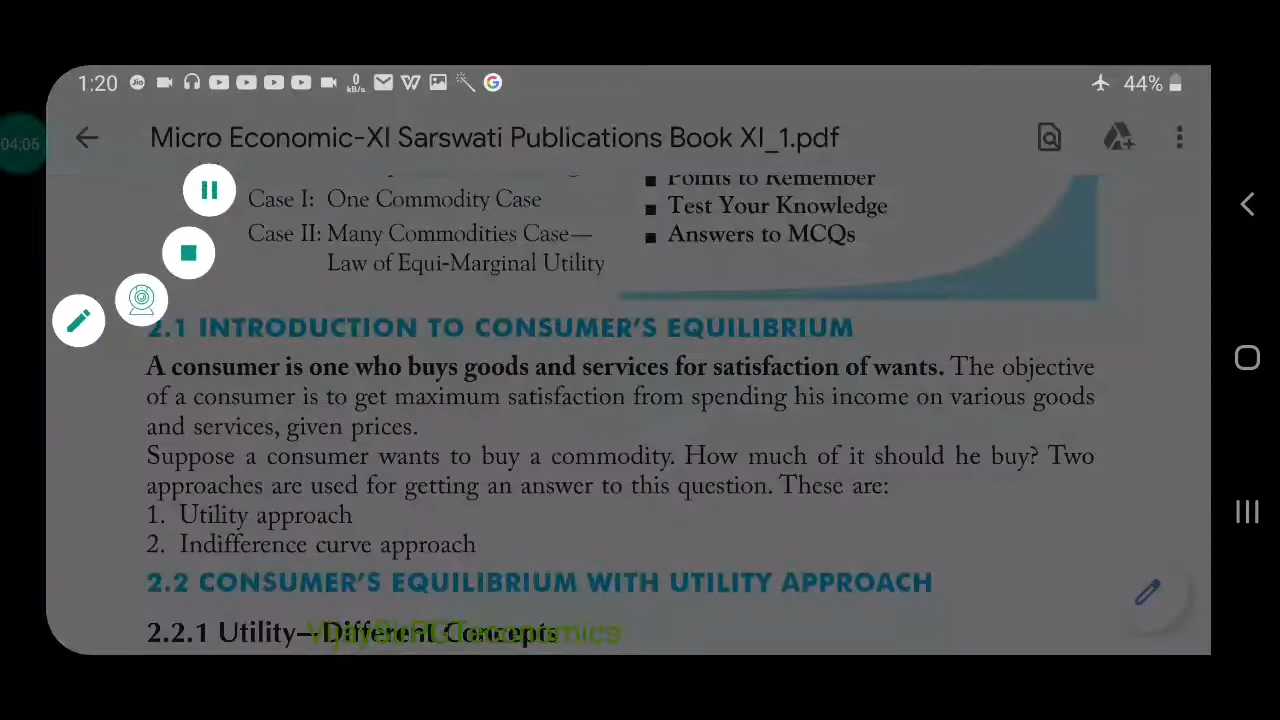 1:20
0
kB/s
44%
04:06
Micro Economic-XI Sarswati Publications Book XI_1.pdf
Case I: One Commodity Case
Case II: Many Commodities Case—
Law of Equi-Marginal Utility
■ Points to Remember
■ Test Your Knowledge
■ Answers to MCQs
2.1 INTRODUCTION TO CONSUMER'S EQUILIBRIUM
A consumer is one who buys goods and services for satisfaction of wants. The objective
of a consumer is to get maximum satisfaction from spending his income on various goods
and services, given prices.
Suppose a consumer wants to buy a commodity. How much of it should he buy? Two
approaches are used for getting an answer to this question. These are:
1. Utility approach
2. Indifference curve approach
2.2 CONSUMER'S EQUILIBRIUM WITH UTILITY APPROACH
2.2.1 Utility—Different Concepts
VijaySirPGTeconomics